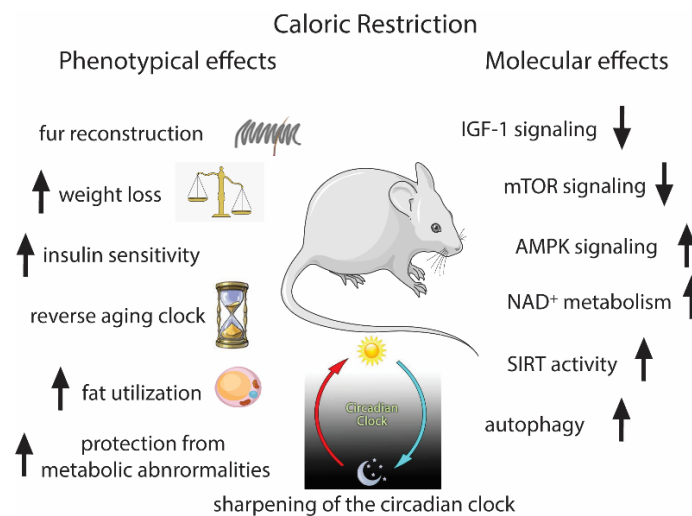 Caloric Restriction
Phenotypical effects
Molecular effects
fur reconstruction
weight loss
insulin sensitivity
reverse aging clock
fat utilization
protection from
metabolic abnrormalities
IGF-1 signaling
mTOR signaling
AMPK signaling
NAD⁺ metabolism
SIRT activity
autophagy
Circadian
Clock
sharpening of the circadian clock